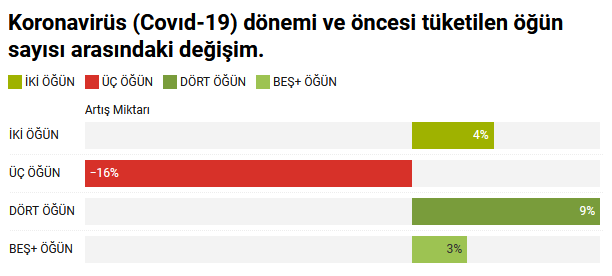 Koronavirüs (Covıd-19) dönemi ve öncesi tüketilen öğün
sayısı arasındaki değişim.
İKİ ÖĞÜN ÜÇ ÖĞÜN DÖRT ÖĞÜN BEŞ+ ÖĞÜN
Artış Miktarı
İKİ ÖĞÜN 4%
ÜÇ ÖĞÜN −16%
DÖRT ÖĞÜN 9%
BEŞ+ ÖĞÜN 3%